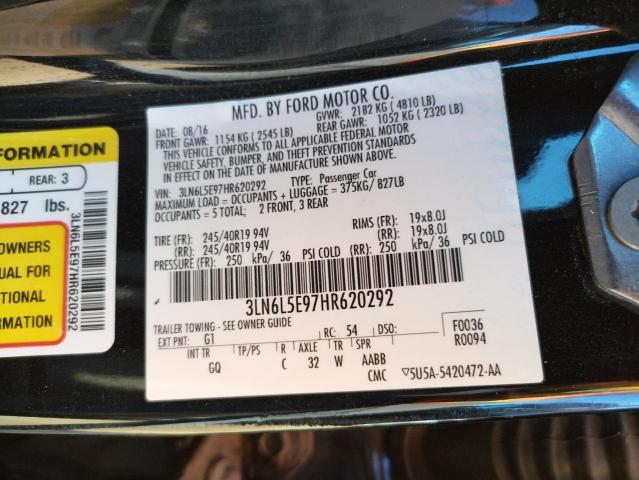 MFD. BY FORD MOTOR CO.
DATE: 08/16 GVWR: 2182 KG ( 4810 LB)
FRONT GAWR: 1154 KG ( 2545 LB) REAR GAWR: 1052 KG ( 2320 LB)
THIS VEHICLE CONFORMS TO ALL APPLICABLE FEDERAL MOTOR
VEHICLE SAFETY, BUMPER, AND THEFT PREVENTION STANDARDS
IN EFFECT ON THE DATE OF MANUFACTURE SHOWN ABOVE.
VIN: 3LN6L5E97HR620292 TYPE: Passenger Car
MAXIMUM LOAD = OCCUPANTS + LUGGAGE = 375KG/ 827LB
OCCUPANTS = 5 TOTAL; 2 FRONT, 3 REAR
TIRE (FR): 245/40R19 94V RIMS (FR): 19x8.0J
(RR): 245/40R19 94V (RR): 19x8.0J
PRESSURE (FR): 250 kPa/ 36 PSI COLD (RR): 250 kPa/ 36 PSI COLD
3LN6L5E97HR620292
TRAILER TOWING - SEE OWNER GUIDE
EXT PNT: G1 RC: 54 DSO: F0036
INT TR TP/PS R AXLE TR SPR R0094
GQ C 32 W AABB
CMC 5U5A-5420472-AA
FORMATION
REAR: 3
827 lbs.
OWNERS
UAL FOR
TIONAL
RMATION
3LN6L5E97HR620292